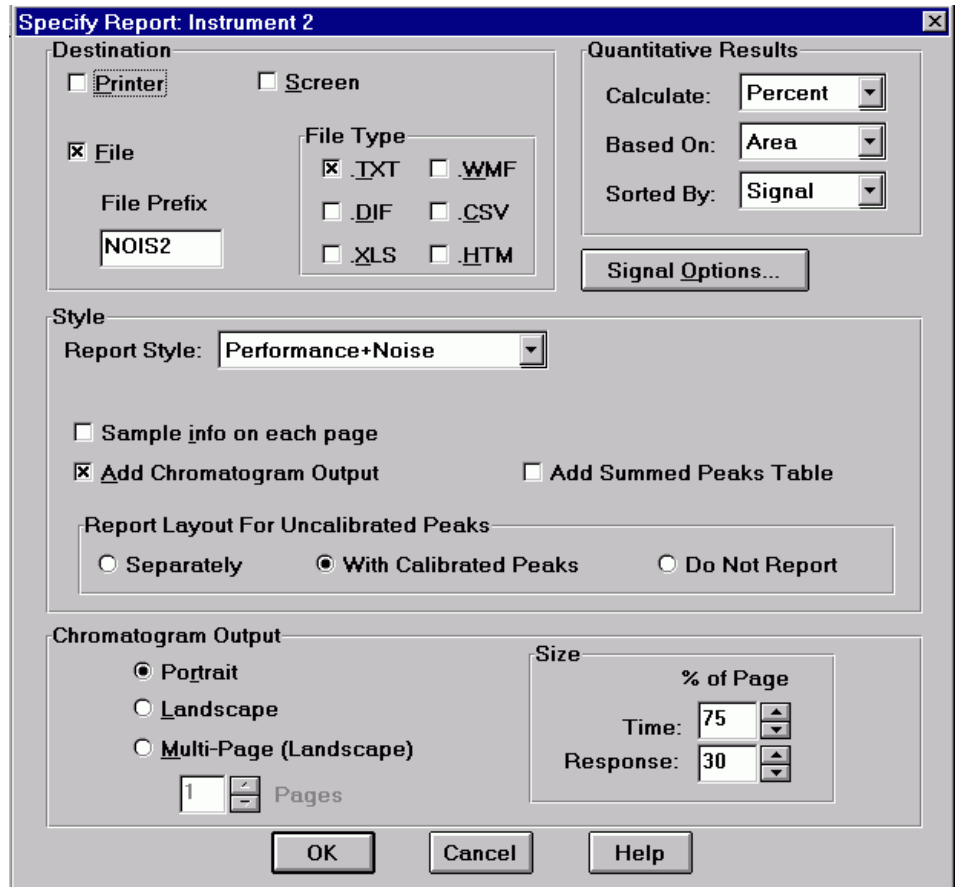 Specify Report: Instrument 2
Destination
Printer
Screen
File
File Prefix
NOIS2
File Type
.TXT
.WMF
.DIF
.CSV
.XLS
.HTM
Quantitative Results
Calculate: Percent
Based On: Area
Sorted By: Signal
Signal Options...
Style
Report Style: Performance+Noise
Sample info on each page
Add Chromatogram Output
Add Summed Peaks Table
Report Layout For Uncalibrated Peaks
Separately
With Calibrated Peaks
Do Not Report
Chromatogram Output
Portrait
Landscape
Multi-Page (Landscape)
1 Pages
Size
% of Page
Time: 75
Response: 30
OK
Cancel
Help